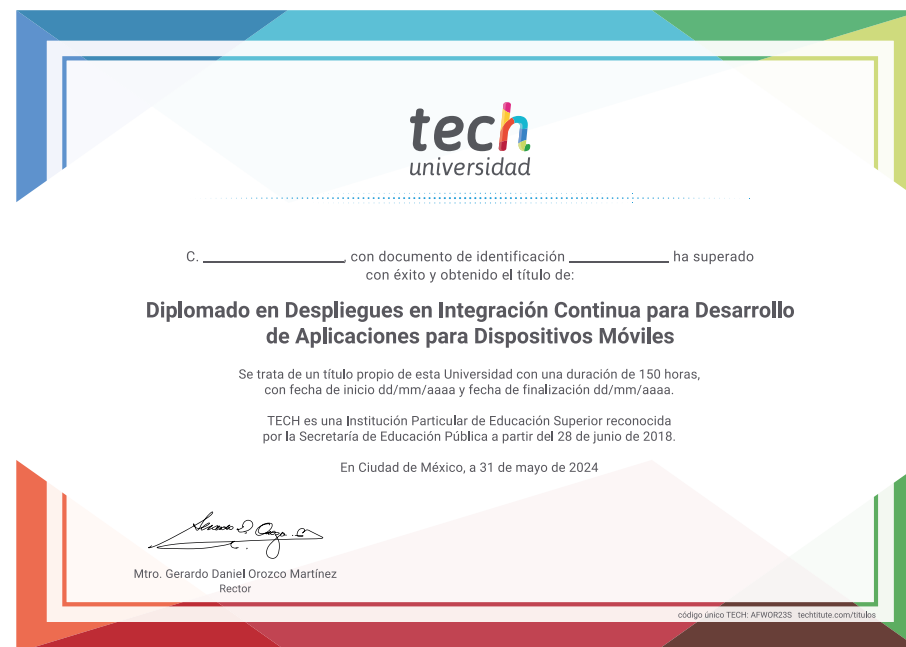 tech
universidad
C. ____________, con documento de identificación ____________ ha superado
con éxito y obtenido el título de:
Diplomado en Despliegues en Integración Continua para Desarrollo
de Aplicaciones para Dispositivos Móviles
Se trata de un título propio de esta Universidad con una duración de 150 horas,
con fecha de inicio dd/mm/aaaa y fecha de finalización dd/mm/aaaa.
TECH es una Institución Particular de Educación Superior reconocida
por la Secretaría de Educación Pública a partir del 28 de junio de 2018.
En Ciudad de México, a 31 de mayo de 2024
Mtro. Gerardo Daniel Orozco Martínez
Rector
código único TECH: AFWOR23S techtitute.com/titulos